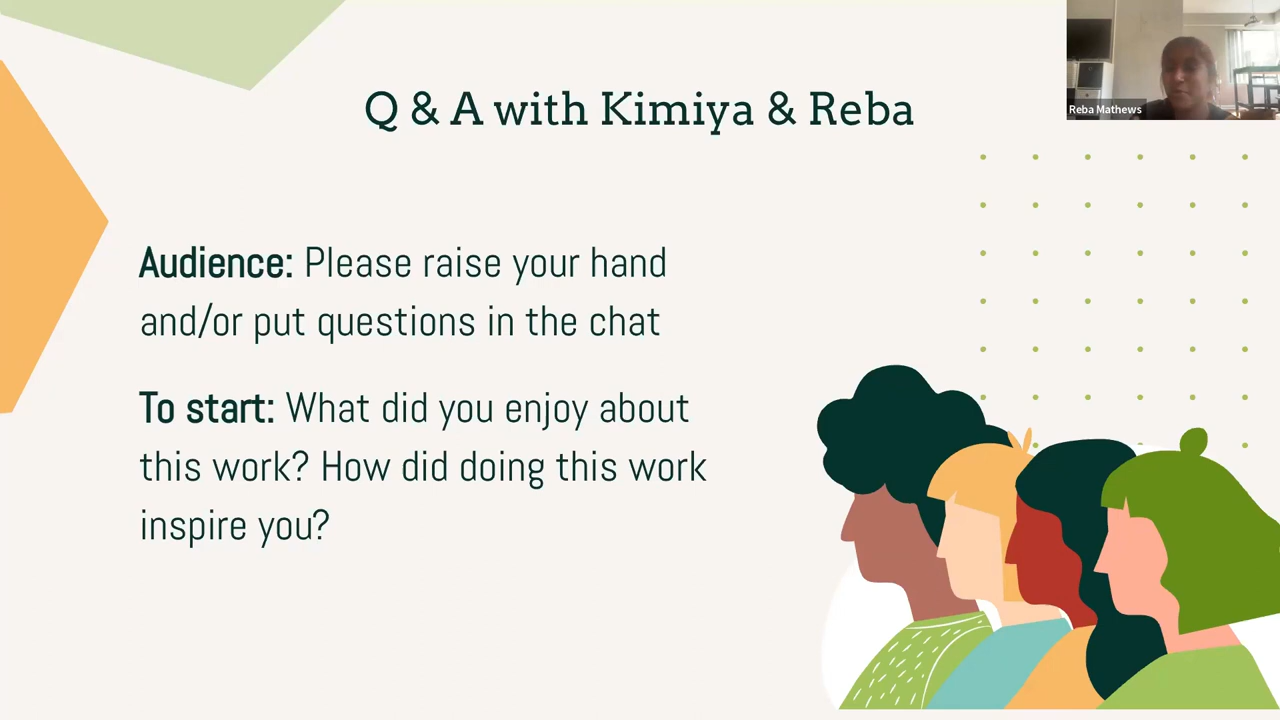 Q & A with Kimiya & Reba
Reba Mathews
Audience: Please raise your hand
and/or put questions in the chat
To start: What did you enjoy about
this work? How did doing this work
inspire you?